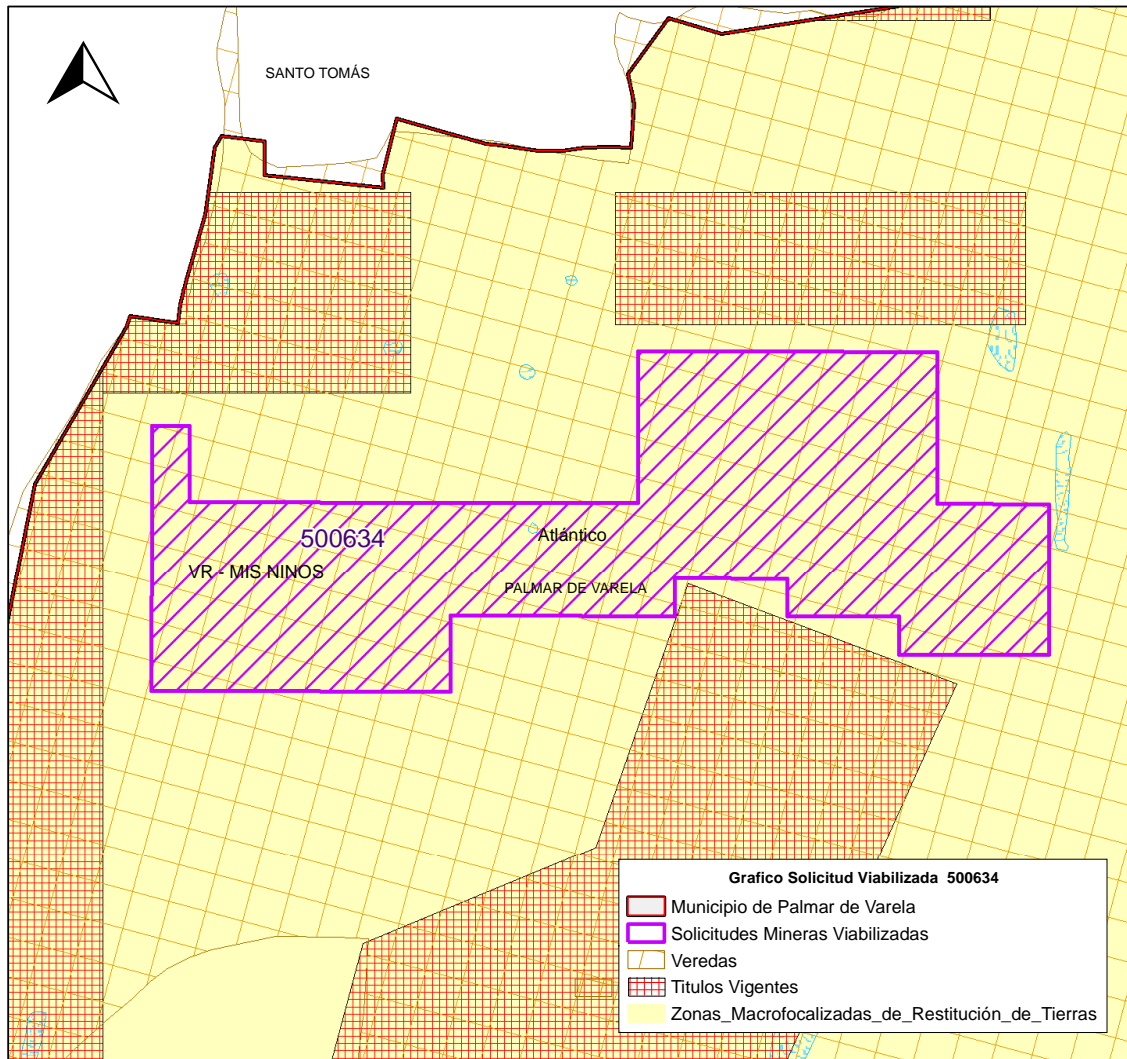 SANTO TOMÁS
500634
Atlántico
VR - MIS NINOS
PALMAR DE VARELA
Grafico Solicitud Viabilizada 500634
Municipio de Palmar de Varela
Solicitudes Mineras Viabilizadas
Veredas
Titulos Vigentes
Zonas_Macrofocalizadas_de_Restitución_de_Tierras